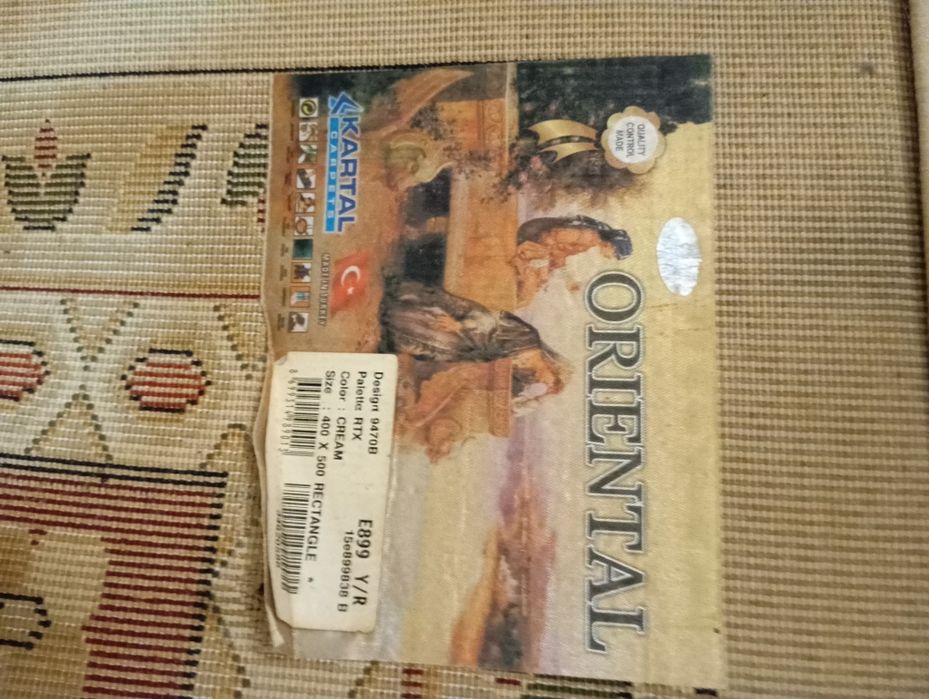 QUALITY
CONTROL
MADE
ORIENTAL
KARTAL
CARPETS
MADE IN TURKEY
Design 9470B
Palette RTX
Color : CREAM
Size : 400 X 500 RECTANGLE *
E899 Y/R
15e899838 B